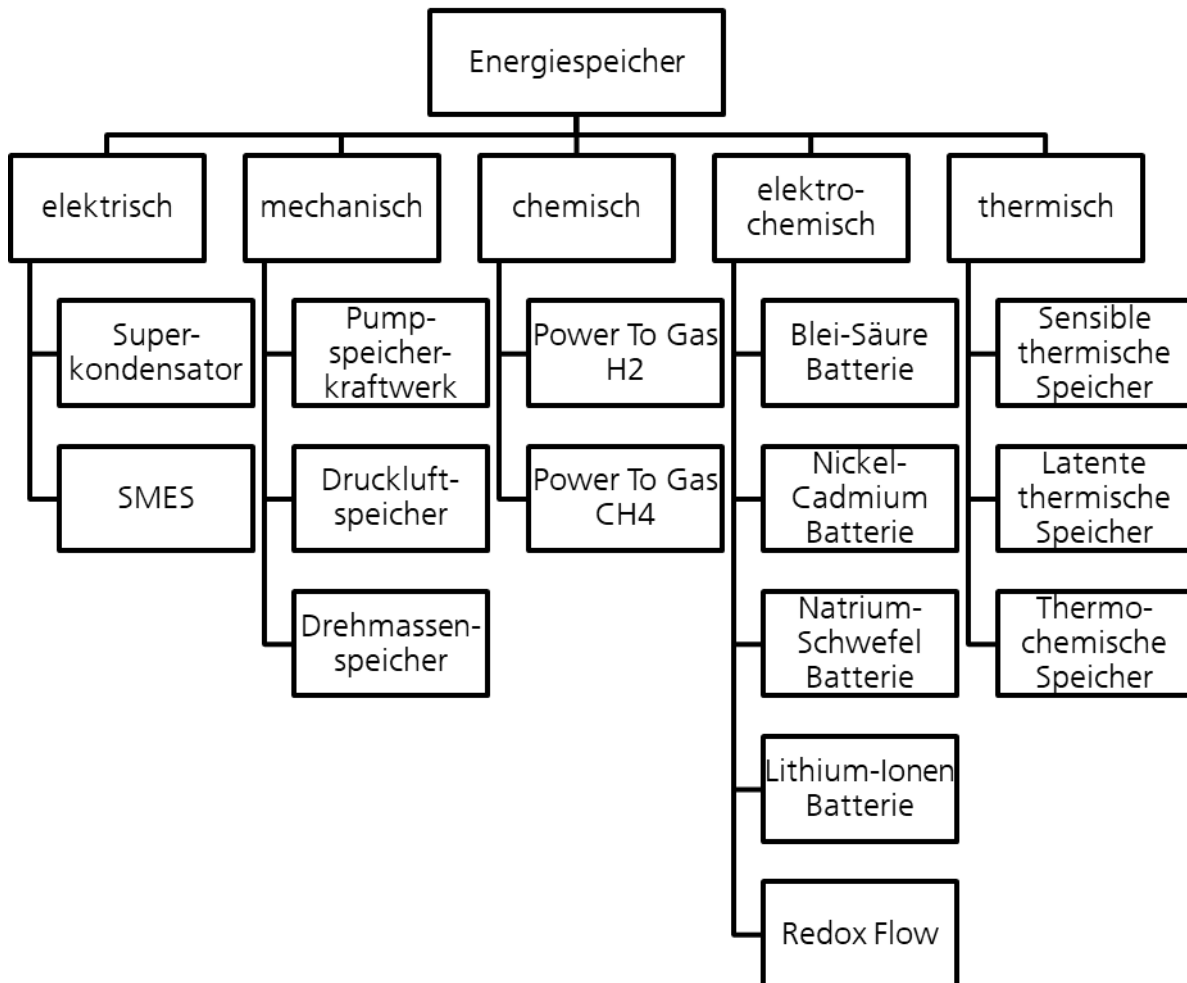 Energiespeicher
elektrisch
mechanisch
chemisch
elektro-
chemisch
thermisch
Super-
kondensator
SMES
Pump-
speicher-
kraftwerk
Druckluft-
speicher
Drehmassen-
speicher
Power To Gas
H2
Power To Gas
CH4
Blei-Säure
Batterie
Nickel-
Cadmium
Batterie
Natrium-
Schwefel
Batterie
Lithium-Ionen
Batterie
Redox Flow
Sensible
thermische
Speicher
Latente
thermische
Speicher
Thermo-
chemische
Speicher